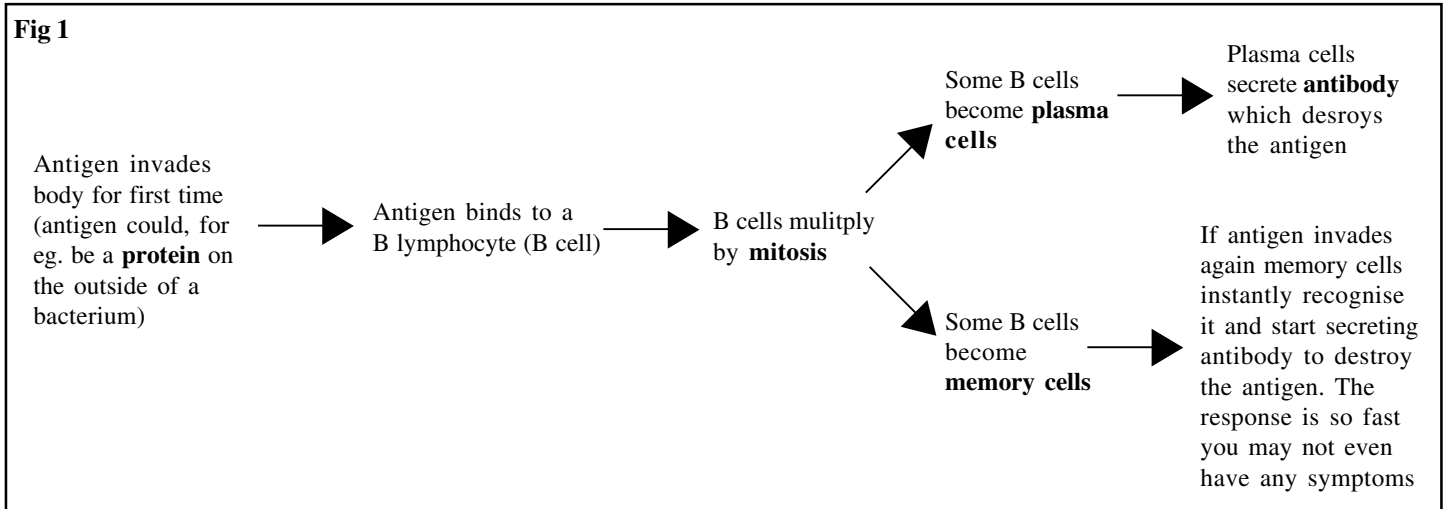 Fig 1
Antigen invades
body for first time
(antigen could, for
eg. be a protein on
the outside of a
bacterium)
Antigen binds to a
B lymphocyte (B cell)
B cells mulitply
by mitosis
Some B cells
become plasma
cells
Plasma cells
secrete antibody
which desroys
the antigen
Some B cells
become
memory cells
If antigen invades
again memory cells
instantly recognise
it and start secreting
antibody to destroy
the antigen. The
response is so fast
you may not even
have any symptoms